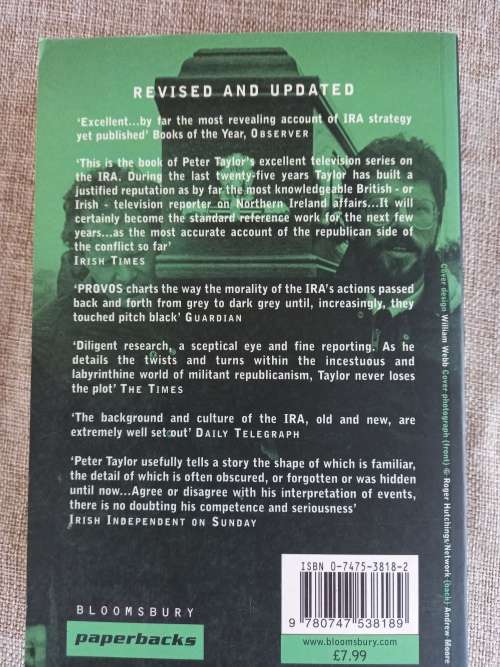 REVISED AND UPDATED
'Excellent...by far the most revealing account of IRA strategy
yet published' Books of the Year, OBSERVER
'This is the book of Peter Taylor's excellent television series on
the IRA. During the last twenty-five years Taylor has built a
justified reputation as by far the most knowledgeable British - or
Irish - television reporter on Northern Ireland affairs...It will
certainly become the standard reference work for the next few
years...as the most accurate account of the republican side of
the conflict so far'
IRISH TIMES
'PROVOS charts the way the morality of the IRA's actions passed
back and forth from grey to dark grey until, increasingly, they
touched pitch black' GUARDIAN
'Diligent research, a sceptical eye and fine reporting. As he
details the twists and turns within the incestuous and
labyrinthine world of militant republicanism, Taylor never loses
the plot' THE TIMES
'The background and culture of the IRA, old and new, are
extremely well set out' DAILY TELEGRAPH
'Peter Taylor usefully tells a story the shape of which is familiar,
the detail of which is often obscured, or forgotten or was hidden
until now...Agree or disagree with his interpretation of events,
there is no doubting his competence and seriousness'
IRISH INDEPENDENT ON SUNDAY
Cover design William Webb Cover photograph (front) © Roger Hutchings/Network (back) Andrew Moore
ISBN 0-7475-3818-2
9 780747 538189
www.bloomsbury.com
£7.99
BLOOMSBURY
paperbacks